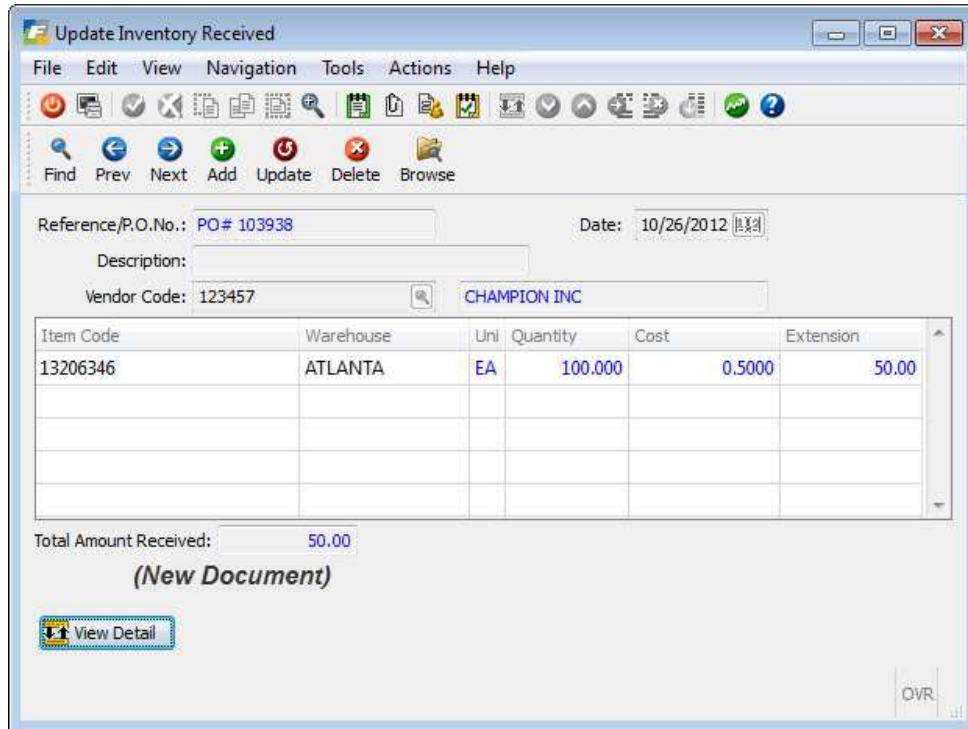 Update Inventory Received
File Edit View Navigation Tools Actions Help
Find Prev Next Add Update Delete Browse
Reference/P.O.No.: PO# 103938 Date: 10/26/2012
Description:
Vendor Code: 123457 CHAMPION INC
Item Code Warehouse Uni Quantity Cost Extension
13206346 ATLANTA EA 100.000 0.5000 50.00
Total Amount Received: 50.00
(New Document)
View Detail
OVR